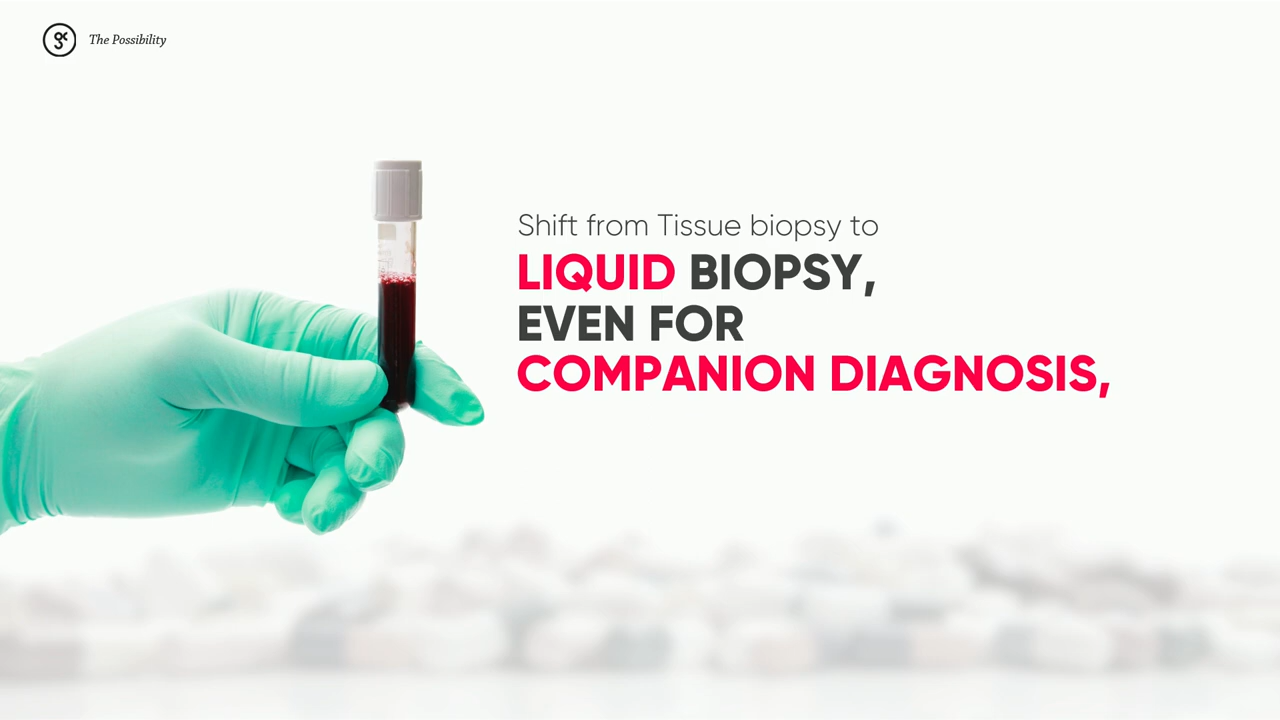 The Possibility
Shift from Tissue biopsy to
LIQUID BIOPSY,
EVEN FOR
COMPANION DIAGNOSIS,